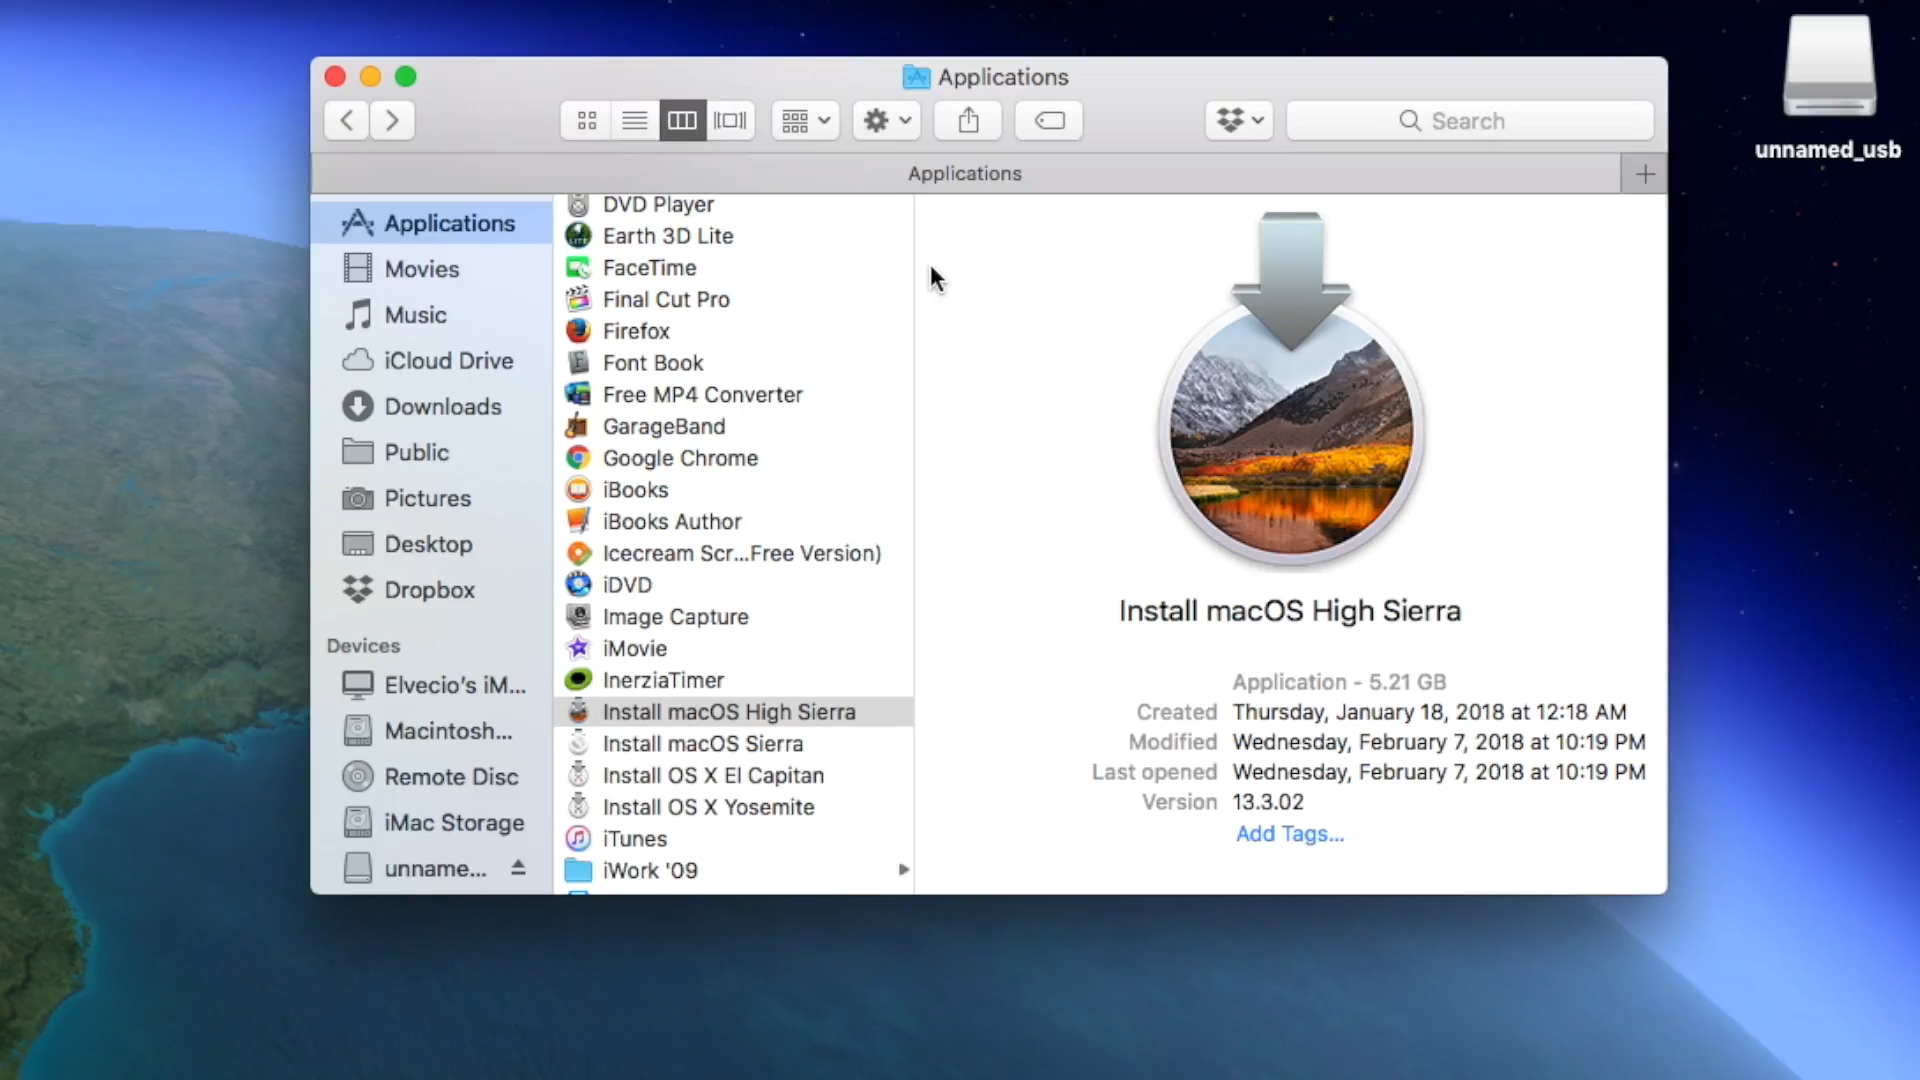 Applications
Search
unnamed_usb
Applications
Applications
Movies
Music
iCloud Drive
Downloads
Public
Pictures
Desktop
Dropbox
Devices
Elvecio's iM...
Macintosh...
Remote Disc
iMac Storage
unname...
DVD Player
Earth 3D Lite
FaceTime
Final Cut Pro
Firefox
Font Book
Free MP4 Converter
GarageBand
Google Chrome
iBooks
iBooks Author
Icecream Scr...Free Version)
iDVD
Image Capture
iMovie
InerziaTimer
Install macOS High Sierra
Install macOS Sierra
Install OS X El Capitan
Install OS X Yosemite
iTunes
iWork '09
Install macOS High Sierra
Application - 5.21 GB
Created Thursday, January 18, 2018 at 12:18 AM
Modified Wednesday, February 7, 2018 at 10:19 PM
Last opened Wednesday, February 7, 2018 at 10:19 PM
Version 13.3.02
Add Tags...